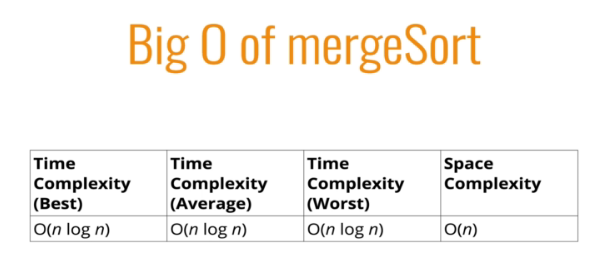 Big O of mergeSort
Time Complexity (Best)
Time Complexity (Average)
Time Complexity (Worst)
Space Complexity
O(n log n)
O(n log n)
O(n log n)
O(n)